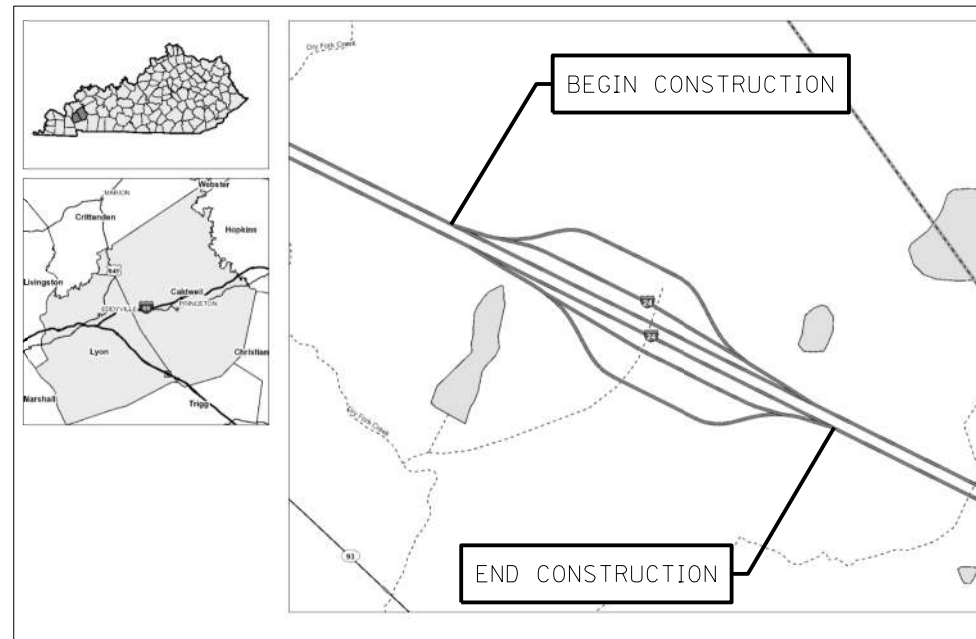 Dry Fork Creek
BEGIN CONSTRUCTION
MARION
Webster
Crittenden
Hopkins
641
Livingston
Caldwell
EDDYVILLE
69
PRINCETON
Lyon
Christian
Marshall
Trigg
24
24
Dry Fork Creek
93
END CONSTRUCTION